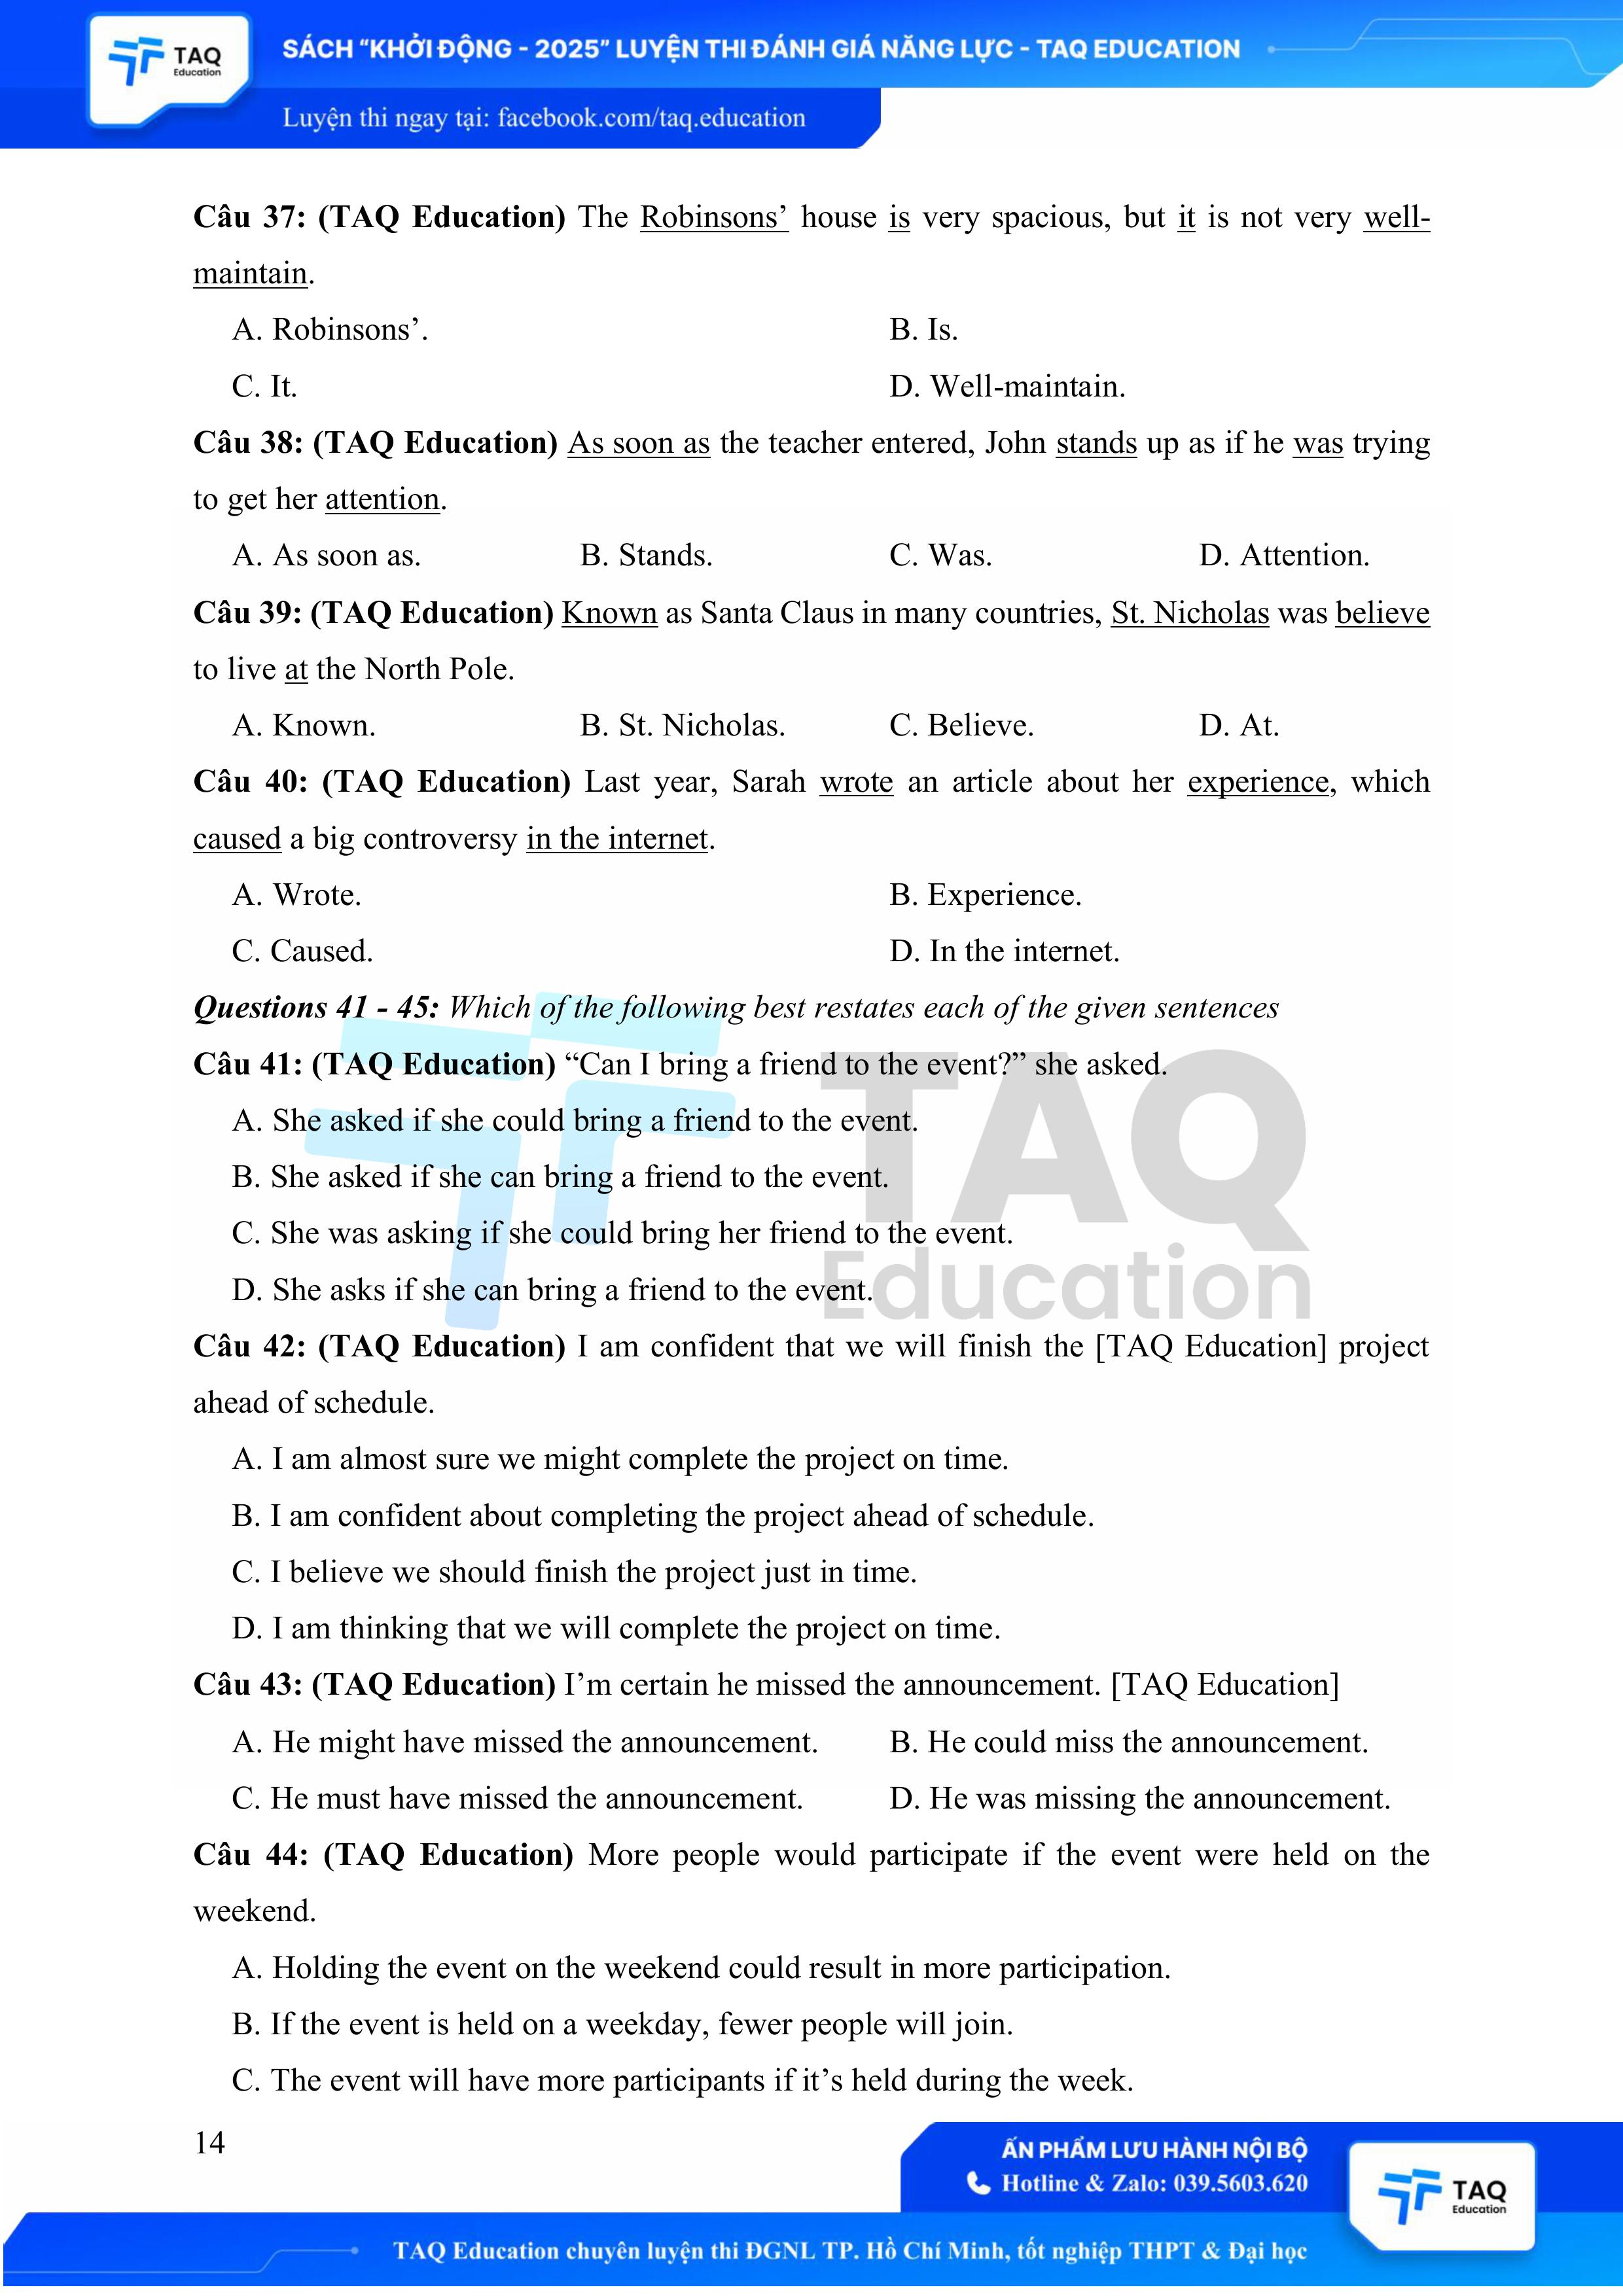 TAQ
Education
SÁCH “KHỞI ĐỘNG - 2025” LUYỆN THI ĐÁNH GIÁ NĂNG LỰC - TAQ EDUCATION
Luyện thi ngay tại: facebook.com/taq.education
Câu 37: (TAQ Education) The Robinsons’ house is very spacious, but it is not very well-
maintain.
A. Robinsons’. B. Is.
C. It. D. Well-maintain.
Câu 38: (TAQ Education) As soon as the teacher entered, John stands up as if he was trying
to get her attention.
A. As soon as. B. Stands. C. Was. D. Attention.
Câu 39: (TAQ Education) Known as Santa Claus in many countries, St. Nicholas was believe
to live at the North Pole.
A. Known. B. St. Nicholas. C. Believe. D. At.
Câu 40: (TAQ Education) Last year, Sarah wrote an article about her experience, which
caused a big controversy in the internet.
A. Wrote. B. Experience.
C. Caused. D. In the internet.
Questions 41 - 45: Which of the following best restates each of the given sentences
Câu 41: (TAQ Education) “Can I bring a friend to the event?” she asked.
A. She asked if she could bring a friend to the event.
B. She asked if she can bring a friend to the event.
C. She was asking if she could bring her friend to the event.
D. She asks if she can bring a friend to the event.
TAQ
Education
Câu 42: (TAQ Education) I am confident that we will finish the [TAQ Education] project
ahead of schedule.
A. I am almost sure we might complete the project on time.
B. I am confident about completing the project ahead of schedule.
C. I believe we should finish the project just in time.
D. I am thinking that we will complete the project on time.
Câu 43: (TAQ Education) I’m certain he missed the announcement. [TAQ Education]
A. He might have missed the announcement. B. He could miss the announcement.
C. He must have missed the announcement. D. He was missing the announcement.
Câu 44: (TAQ Education) More people would participate if the event were held on the
weekend.
A. Holding the event on the weekend could result in more participation.
B. If the event is held on a weekday, fewer people will join.
C. The event will have more participants if it’s held during the week.
14
ẤN PHẨM LƯU HÀNH NỘI BỘ
Hotline & Zalo: 039.5603.620
TAQ
Education
TAQ Education chuyên luyện thi ĐGNL TP. Hồ Chí Minh, tốt nghiệp THPT & Đại học